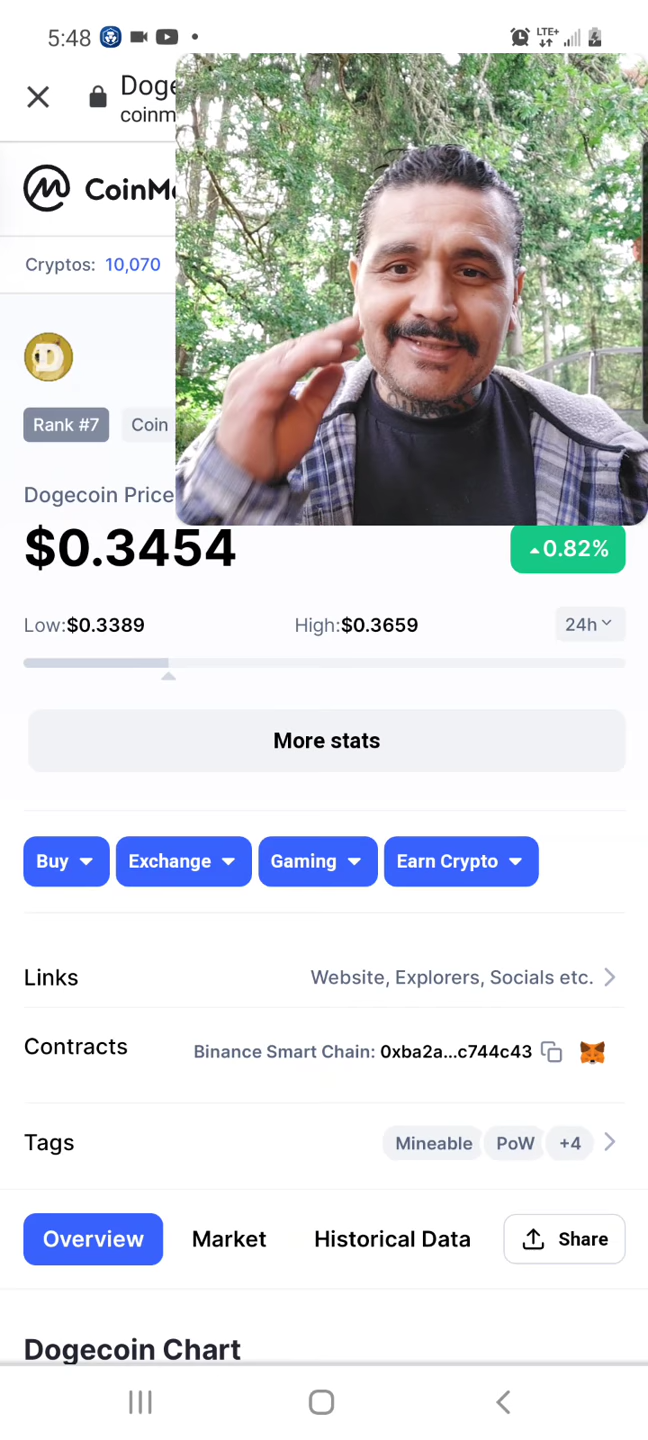 5:48 LTE+
Doge
coinm
CoinM
Cryptos: 10,070
Rank #7 Coin
Dogecoin Price
$0.3454 0.82%
Low:$0.3389 High:$0.3659 24h
More stats
Buy Exchange Gaming Earn Crypto
Links Website, Explorers, Socials etc.
Contracts Binance Smart Chain: 0xba2a...c744c43
Tags Mineable PoW +4
Overview Market Historical Data Share
Dogecoin Chart